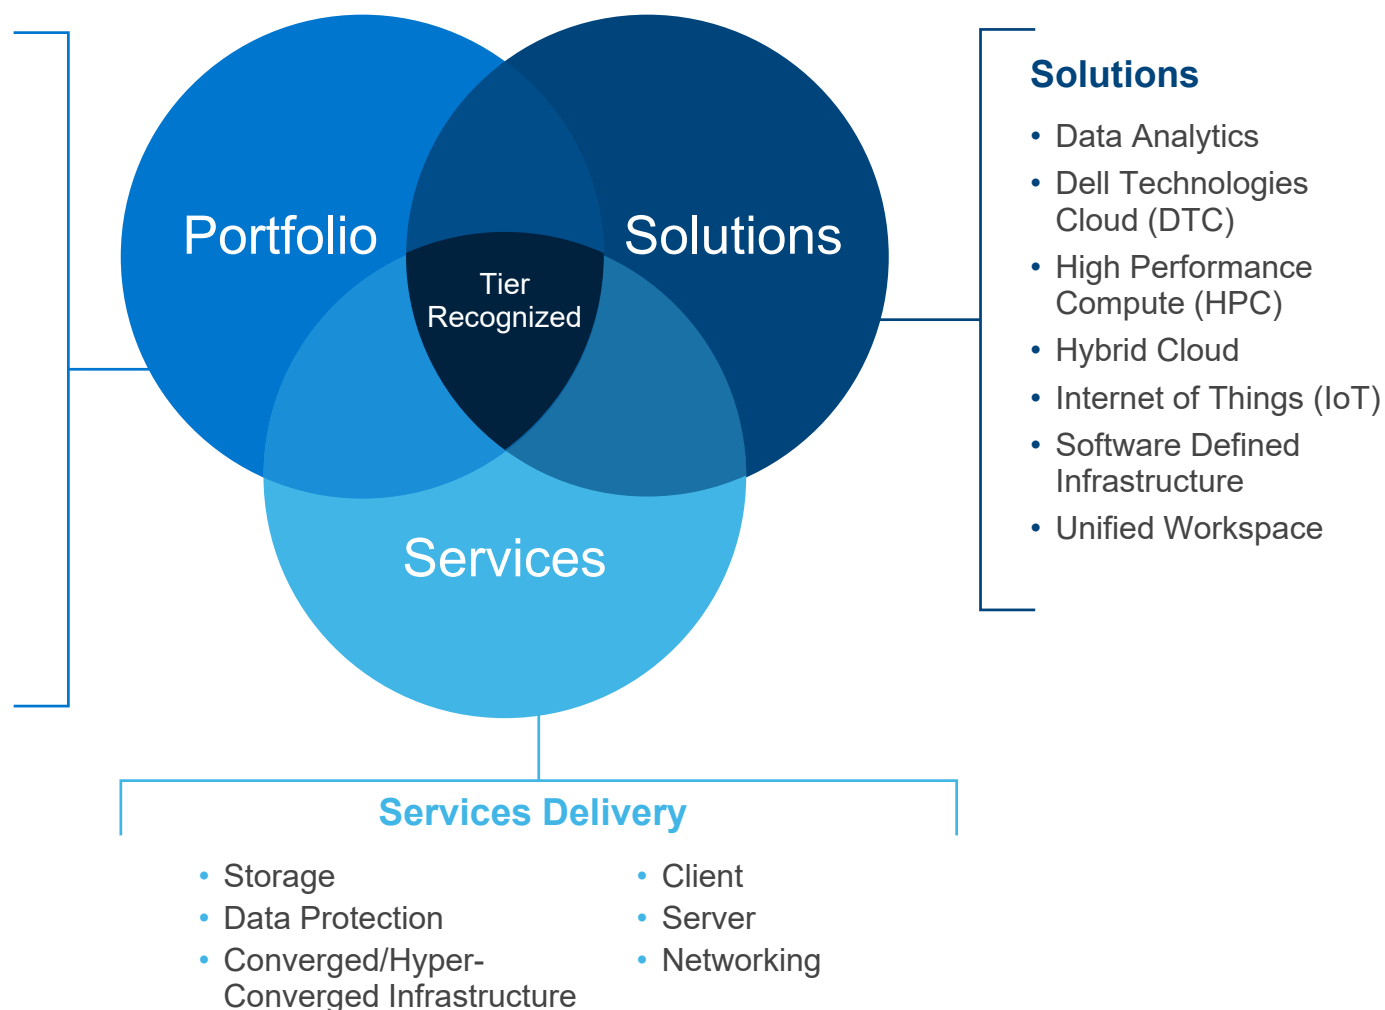 Portfolio
Solutions
Tier
Recognized
Services
Solutions
• Data Analytics
• Dell Technologies
Cloud (DTC)
• High Performance
Compute (HPC)
• Hybrid Cloud
• Internet of Things (IoT)
• Software Defined
Infrastructure
• Unified Workspace
Services Delivery
• Storage
• Data Protection
• Converged/Hyper-
Converged Infrastructure
• Client
• Server
• Networking